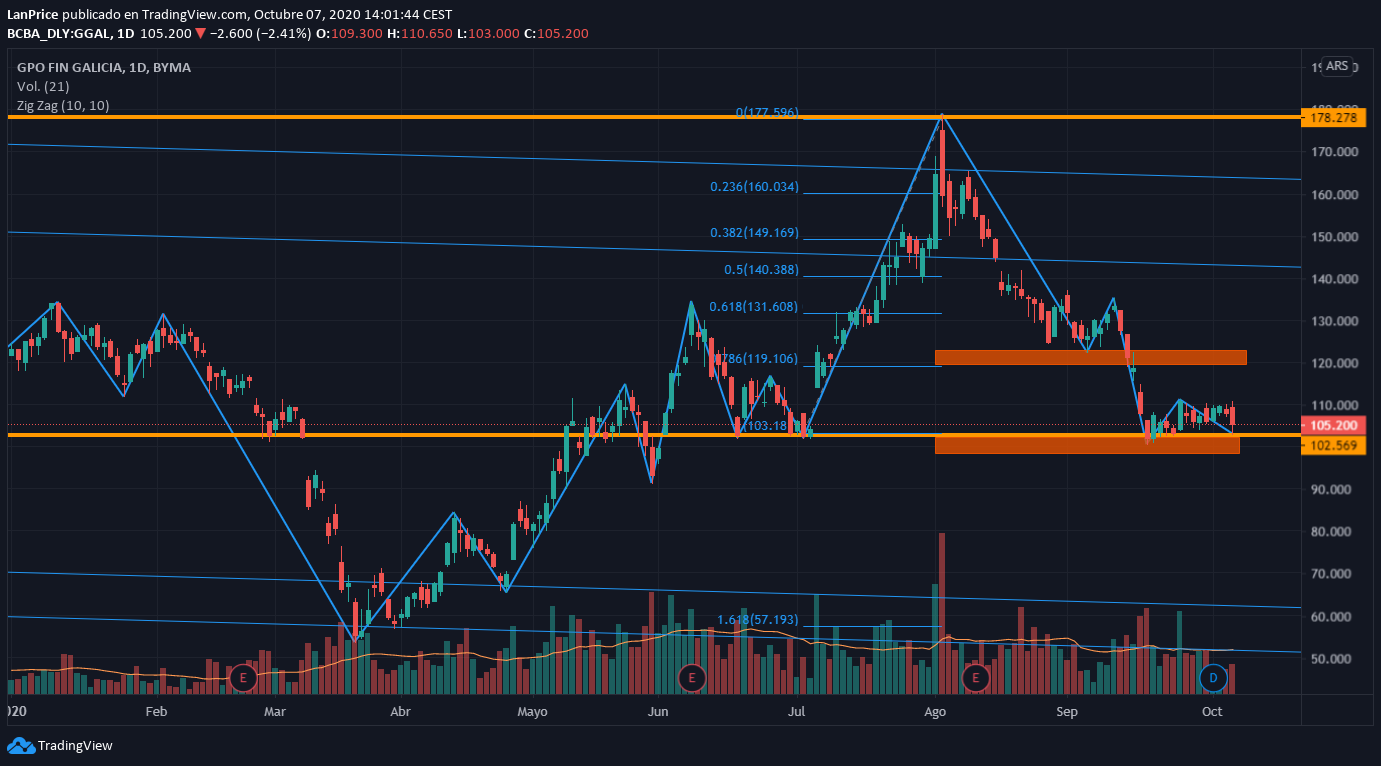 LanPrice publicado en TradingView.com, Octubre 07, 2020 14:01:44 CEST
BCBA_DLY:GGAL, 1D 105.200 ▼ −2.600 (−2.41%) O:109.300 H:110.650 L:103.000 C:105.200
GPO FIN GALICIA, 1D, BYMA
Vol. (21)
Zig Zag (10, 10)
ARS
0(177.596)
178.278
170.000
0.236(160.034)
160.000
0.382(149.169)
150.000
0.5(140.388)
140.000
0.618(131.608)
130.000
786(119.106)
120.000
110.000
103.18
105.200
102.569
90.000
80.000
70.000
1.618(57.193)
60.000
50.000
E
E
E
D
020
Feb
Mar
Abr
Mayo
Jun
Jul
Ago
Sep
Oct
TradingView